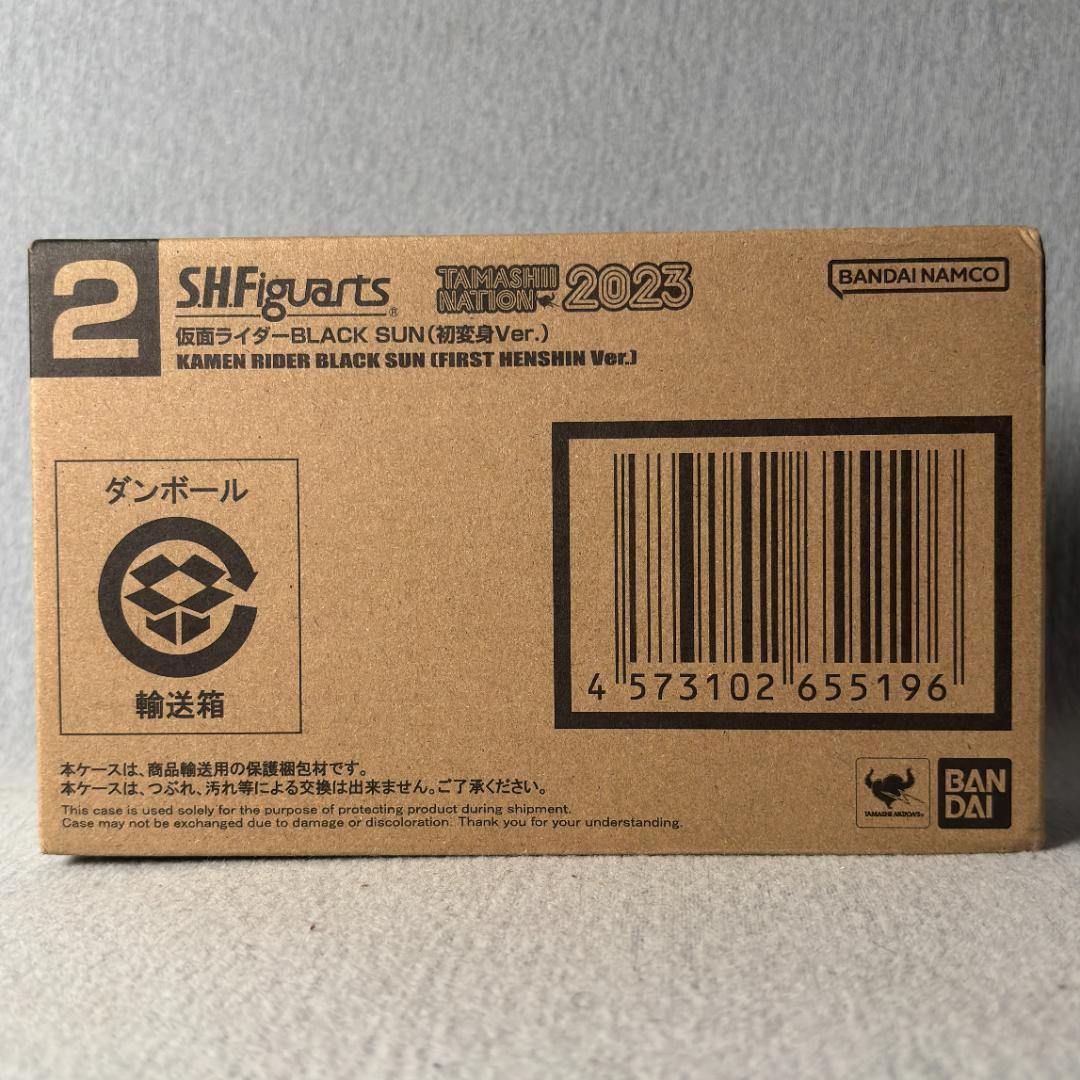 2
S.H.Figuarts®
TAMASHII NATION 2023
BANDAI NAMCO
仮面ライダーBLACK SUN(初変身Ver.)
KAMEN RIDER BLACK SUN (FIRST HENSHIN Ver.)
ダンボール
輸送箱
4 573102 655196
本ケースは、商品輸送用の保護梱包材です。
本ケースは、つぶれ、汚れ等による交換は出来ません。ご了承ください。
This case is used solely for the purpose of protecting product during shipment.
Case may not be exchanged due to damage or discoloration. Thank you for your understanding.
TAMASHII NATIONS®
BAN
DAI